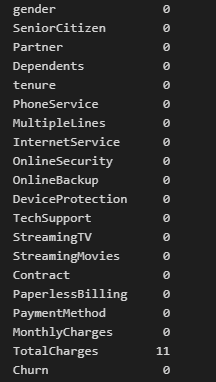 gender 0
SeniorCitizen 0
Partner 0
Dependents 0
tenure 0
PhoneService 0
MultipleLines 0
InternetService 0
OnlineSecurity 0
OnlineBackup 0
DeviceProtection 0
TechSupport 0
StreamingTV 0
StreamingMovies 0
Contract 0
PaperlessBilling 0
PaymentMethod 0
MonthlyCharges 0
TotalCharges 11
Churn 0